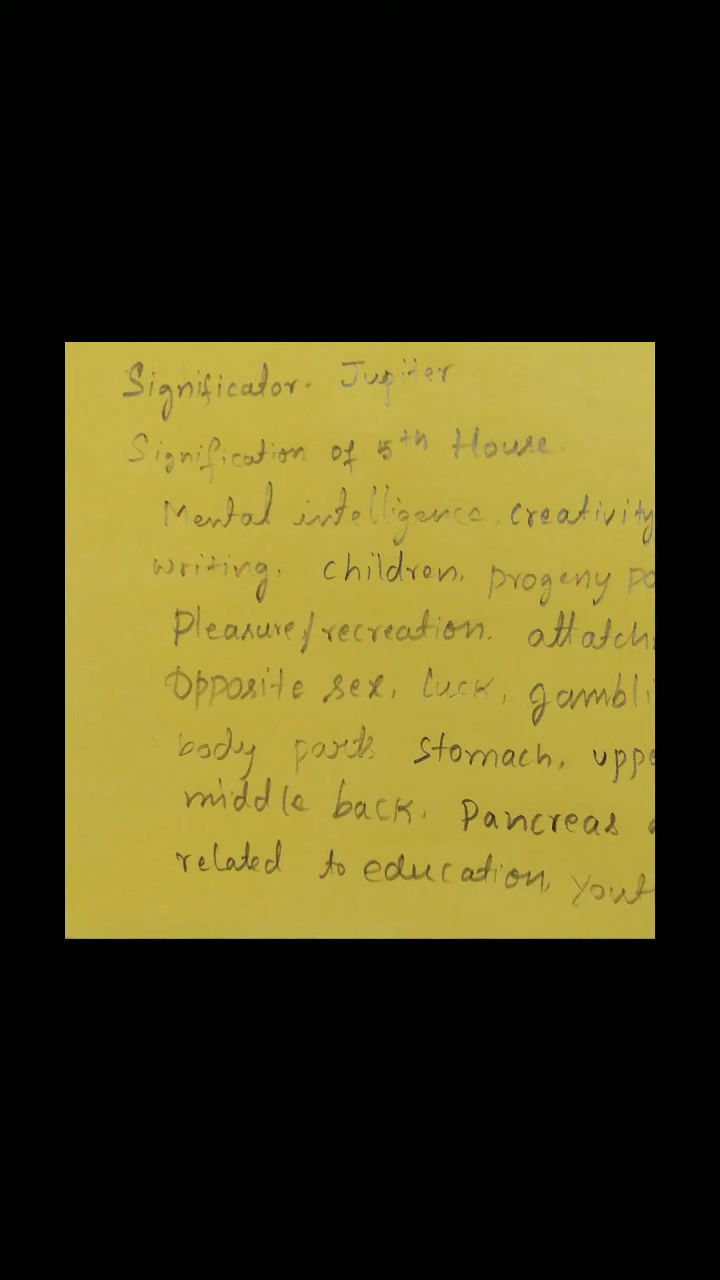 Significator. Jupiter
Signification of 5th House.
Mental intelligence, creativity
writing. children. progeny
Pleasure/recreation. attatch
Opposite sex, luck, gambli
body parts stomach, uppe
middle back. Pancreas
related to education, yout